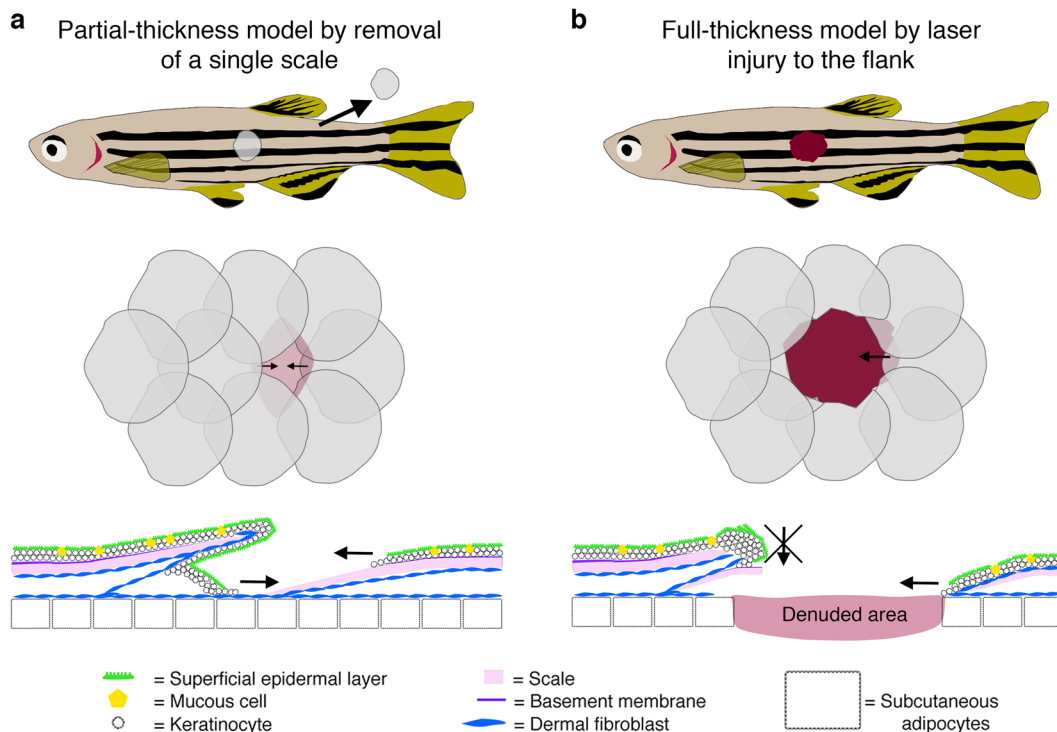 a
Partial-thickness model by removal
of a single scale
b
Full-thickness model by laser
injury to the flank
Denuded area
= Superficial epidermal layer
= Mucous cell
= Keratinocyte
= Scale
= Basement membrane
= Dermal fibroblast
= Subcutaneous
adipocytes